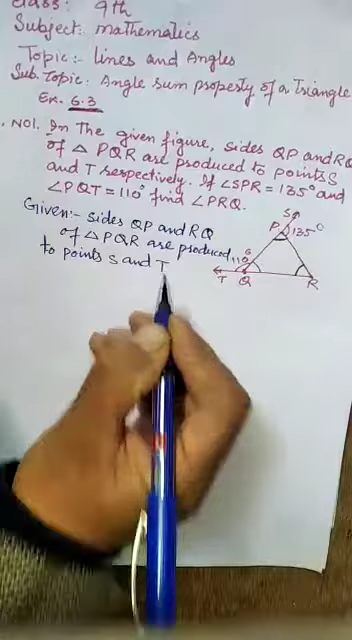 Class: 9th
Subject: mathematics
Topic:- lines and Angles
Sub. Topic: Angle sum property of a Triangle
Ex. 6.3
No1. In the given figure, sides QP and RQ
of △ PQR are produced to points S
and T respectively. If ∠SPR = 135° and
∠PQT = 110° find ∠PRQ.
Given:- sides QP and RQ
of △ PQR are produced
to points S and T
S
P 135°
110°
T Q R